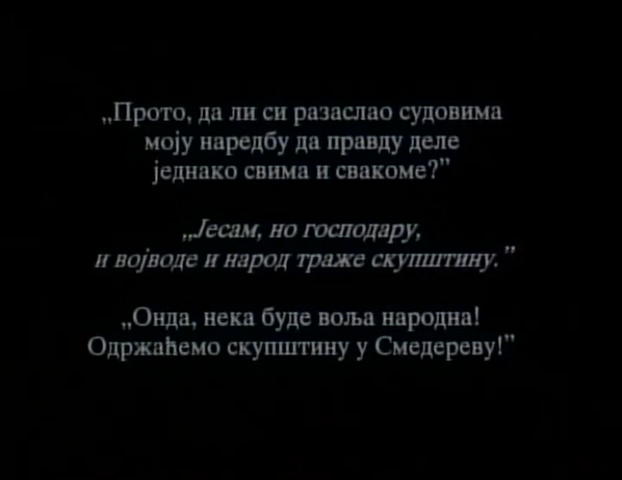 „Прото, да ли си разаслао судовима
моју наредбу да правду деле
једнако свима и свакоме?”
„Јесам, но господару,
и војводе и народ траже скупштину.”
„Онда, нека буде воља народна!
Одржаћемо скупштину у Смедереву!”